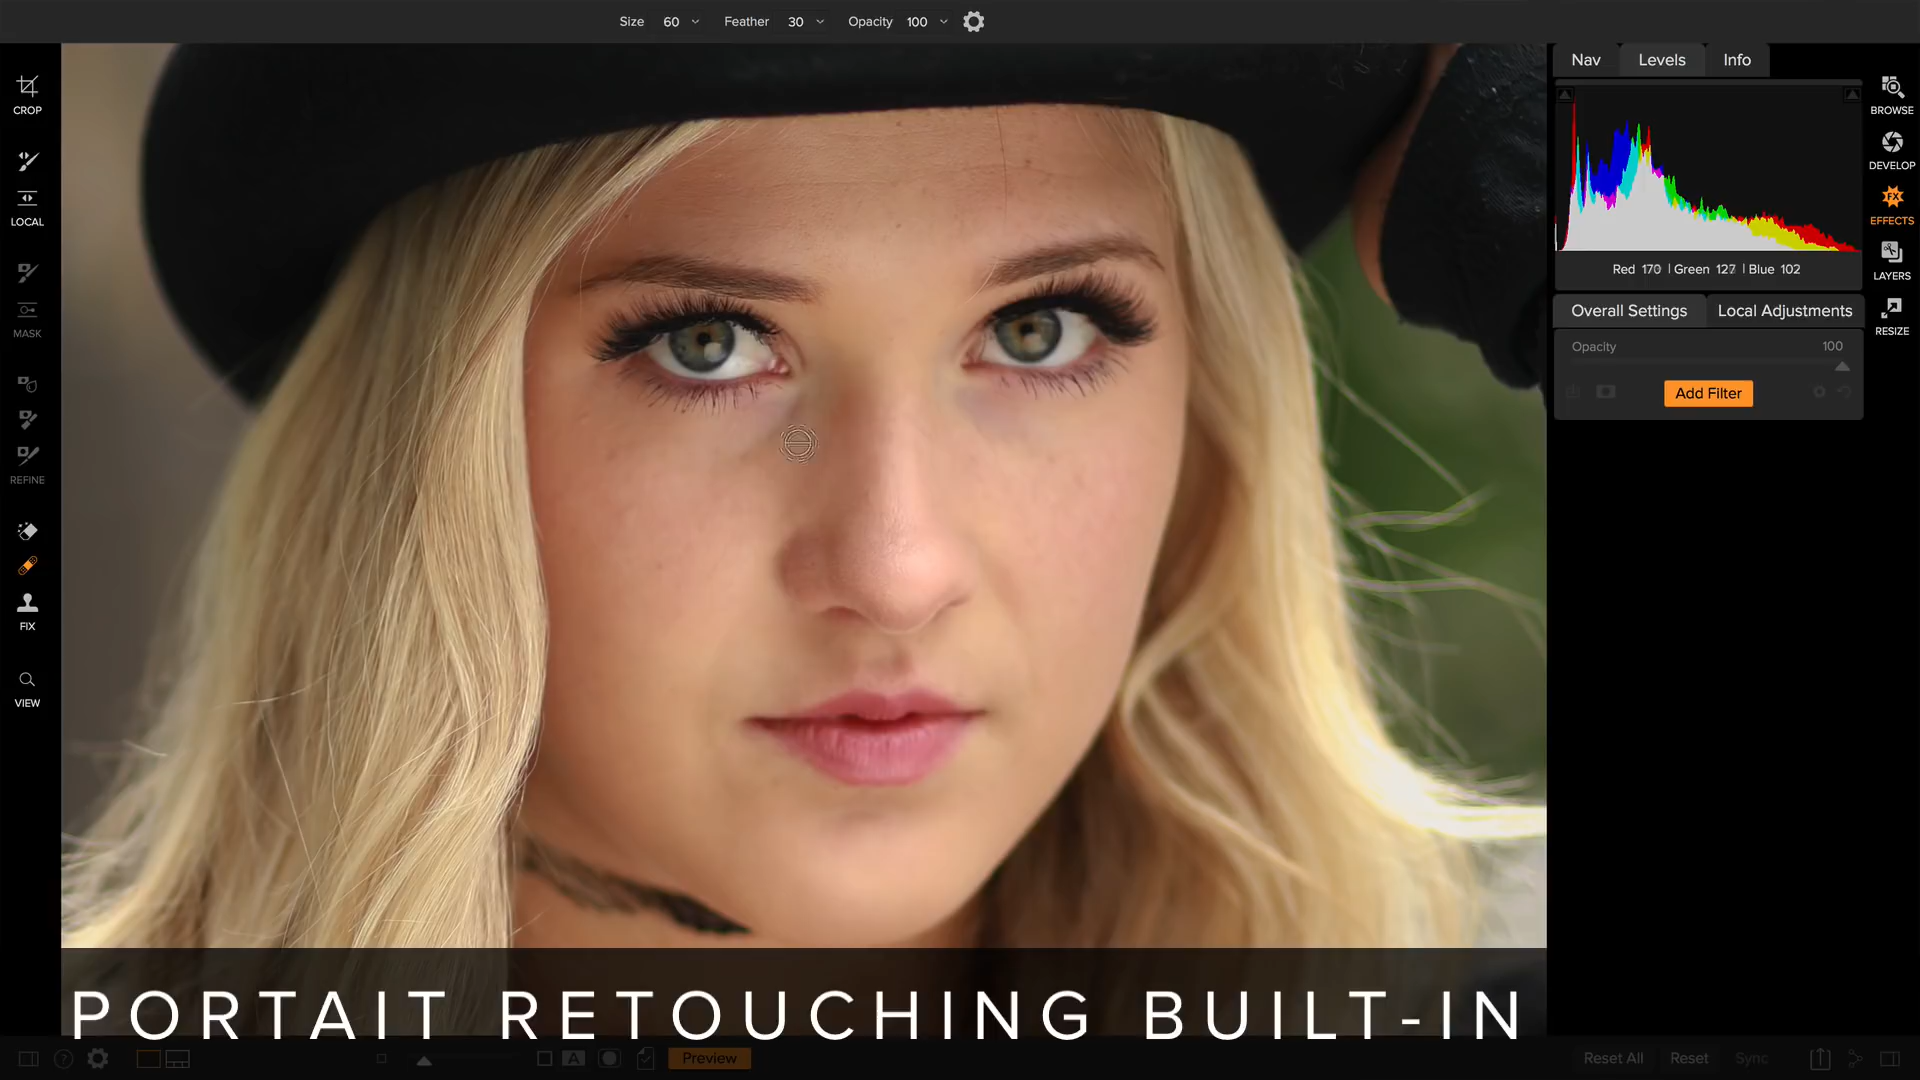 Size 60 Feather 30 Opacity 100
Nav Levels Info
CROP
BROWSE
DEVELOP
LOCAL
FX
EFFECTS
Red 170 | Green 127 | Blue 102
LAYERS
Overall Settings Local Adjustments
MASK
RESIZE
Opacity 100
Add Filter
REFINE
FIX
VIEW
PORTAIT RETOUCHING BUILT-IN
? A Preview Reset All Reset Sync